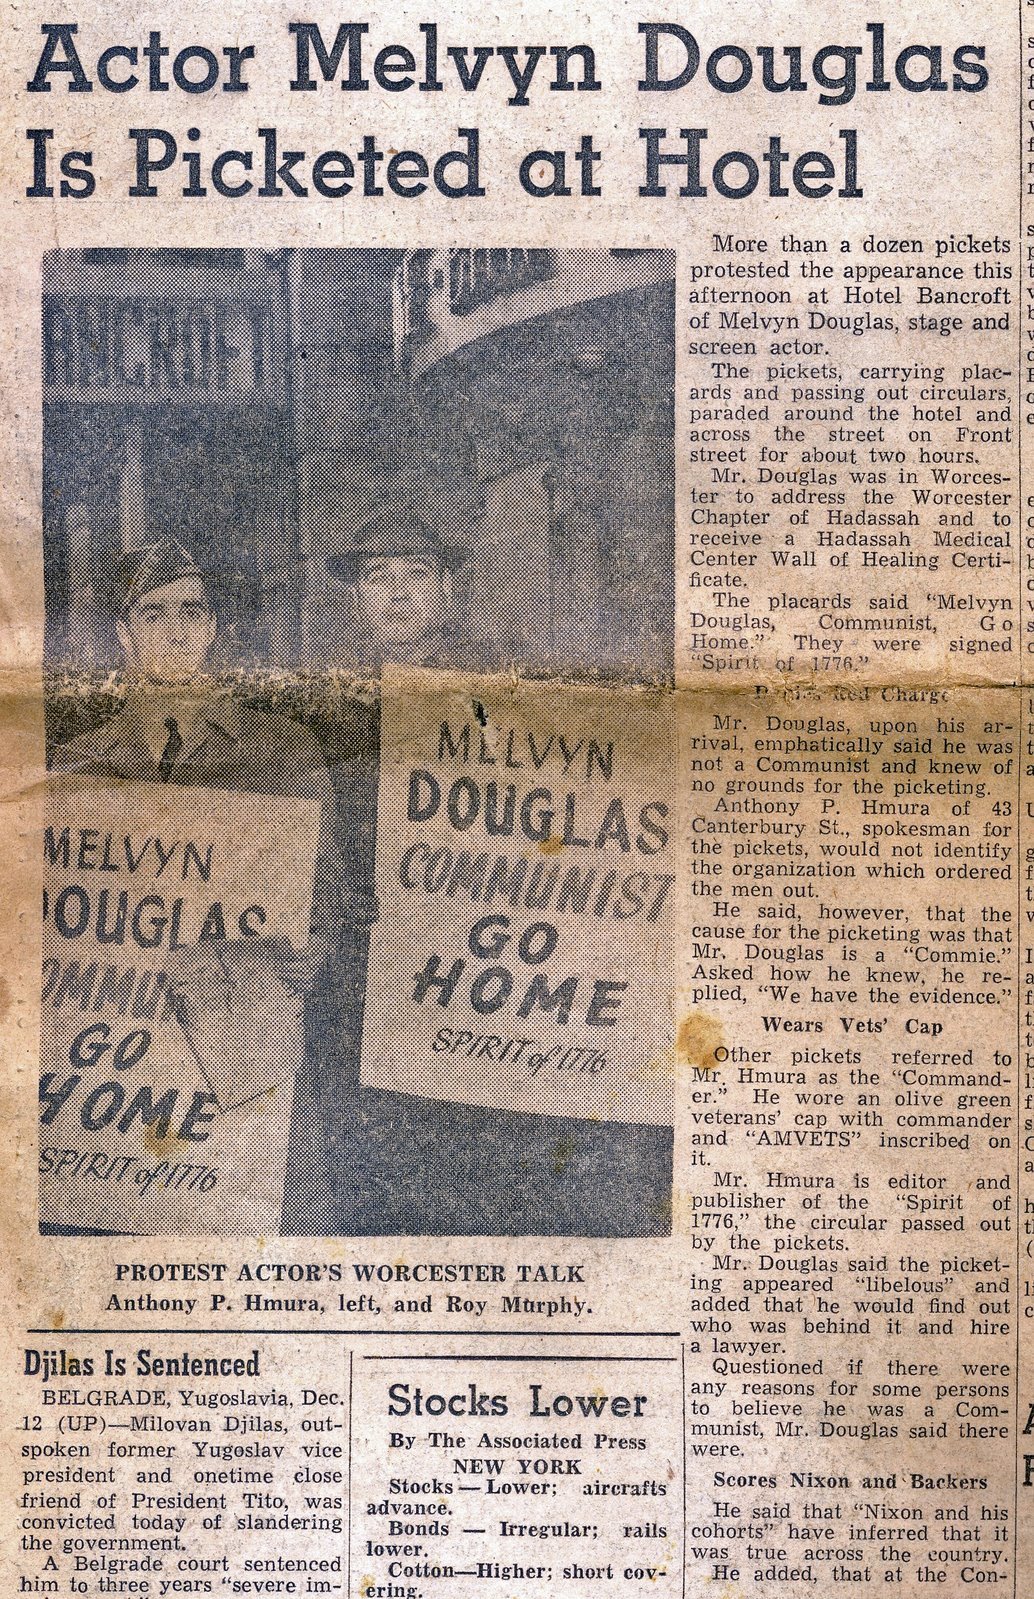 Actor Melvyn Douglas
Is Picketed at Hotel
BANCROFT
MELVYN
DOUGLAS
COMMUNIST
GO
HOME
SPIRIT of 1776
MELVYN
DOUGLAS
COMMUNIST
GO
HOME
SPIRIT of 1776
PROTEST ACTOR'S WORCESTER TALK
Anthony P. Hmura, left, and Roy Murphy.
More than a dozen pickets
protested the appearance this
afternoon at Hotel Bancroft
of Melvyn Douglas, stage and
screen actor.
The pickets, carrying plac-
ards and passing out circulars,
paraded around the hotel and
across the street on Front
street for about two hours.
Mr. Douglas was in Worces-
ter to address the Worcester
Chapter of Hadassah and to
receive a Hadassah Medical
Center Wall of Healing Certi-
ficate.
The placards said "Melvyn
Douglas, Communist, Go
Home." They were signed
"Spirit of 1776."
Red Charge
Mr. Douglas, upon his ar-
rival, emphatically said he was
not a Communist and knew of
no grounds for the picketing.
Anthony P. Hmura of 43
Canterbury St., spokesman for
the pickets, would not identify
the organization which ordered
the men out.
He said, however, that the
cause for the picketing was that
Mr. Douglas is a "Commie."
Asked how he knew, he re-
plied, "We have the evidence."
Wears Vets' Cap
Other pickets referred to
Mr. Hmura as the "Command-
er." He wore an olive green
veterans' cap with commander
and "AMVETS" inscribed on
it.
Mr. Hmura is editor and
publisher of the "Spirit of
1776," the circular passed out
by the pickets.
Mr. Douglas said the picket-
ing appeared "libelous" and
added that he would find out
who was behind it and hire
a lawyer.
Questioned if there were
any reasons for some persons
to believe he was a Com-
munist, Mr. Douglas said there
were.
Scores Nixon and Backers
He said that "Nixon and his
cohorts" have inferred that it
was true across the country.
He added, that at the Con-
Djilas Is Sentenced
BELGRADE, Yugoslavia, Dec.
12 (UP)—Milovan Djilas, out-
spoken former Yugoslav vice
president and onetime close
friend of President Tito, was
convicted today of slandering
the government.
A Belgrade court sentenced
him to three years "severe im-
Stocks Lower
By The Associated Press
NEW YORK
Stocks — Lower; aircrafts
advance.
Bonds — Irregular; rails
lower.
Cotton—Higher; short cov-
ering.